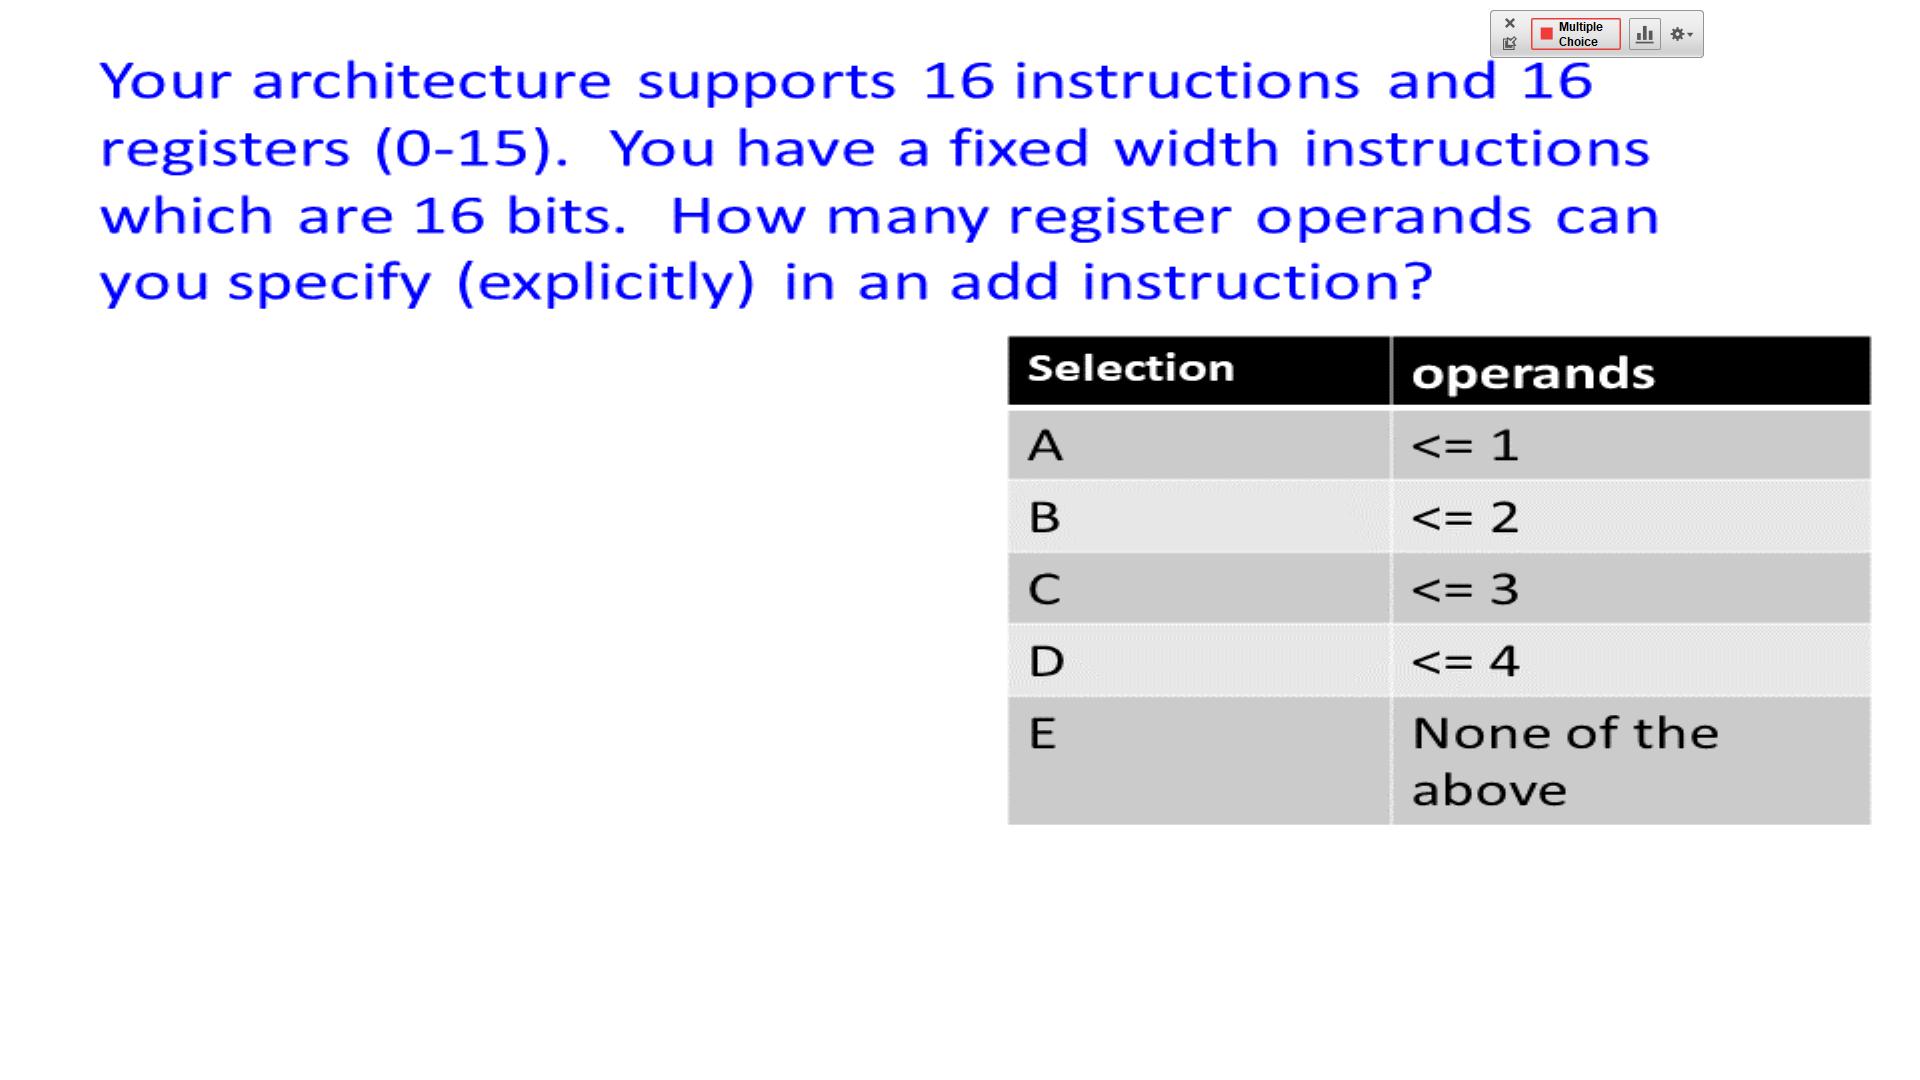 Multiple
Choice
Your architecture supports 16 instructions and 16
registers (0-15). You have a fixed width instructions
which are 16 bits. How many register operands can
you specify (explicitly) in an add instruction?
Selection operands
A <= 1
B <= 2
C <= 3
D <= 4
E None of the
above